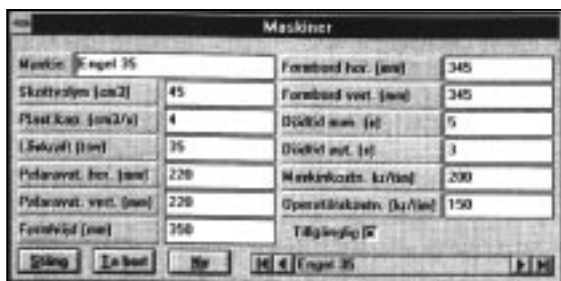 Maskiner
Maskin Engel 35
Skottvolym (cm3) 45
Plast.kap. (cm3/s) 4
Låskraft (ton) 35
Pelaravst. hor. (mm) 220
Pelaravst. vert. (mm) 220
Formhöjd (mm) 350
Formbord hor. (mm) 345
Formbord vert. (mm) 345
Dödtid man. (s) 5
Dödtid aut. (s) 3
Maskinkostn. kr/tim) 200
Operatörskostn. (kr/tim) 150
Tillgänglig
Stäng Ta bort Ny Engel 35